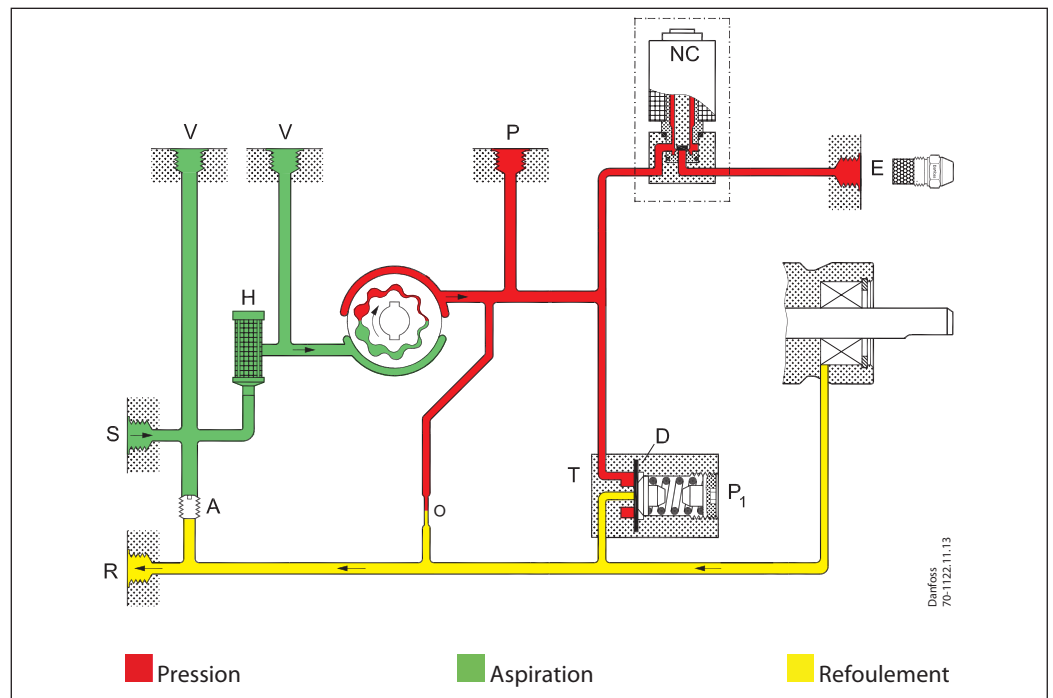 NC
V V P
E
H
S
D
T
P1
A
O
R
Danfoss
70-1122.11.13
Pression
Aspiration
Refoulement